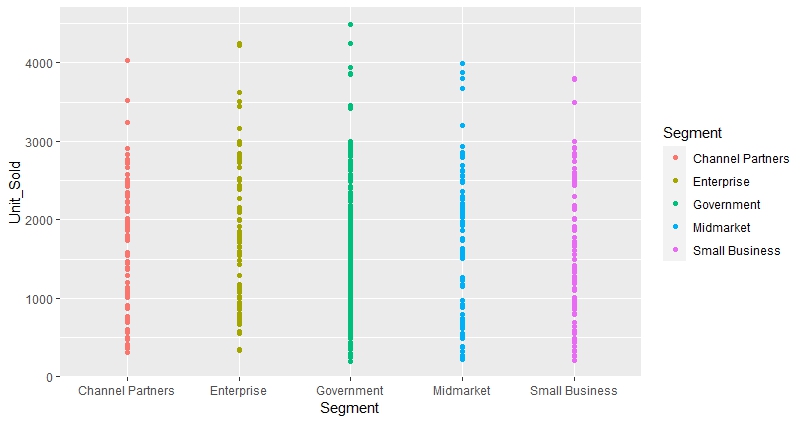 4000
3000
2000
1000
0
Unit_Sold
Channel Partners
Enterprise
Government
Midmarket
Small Business
Segment
Segment
Channel Partners
Enterprise
Government
Midmarket
Small Business